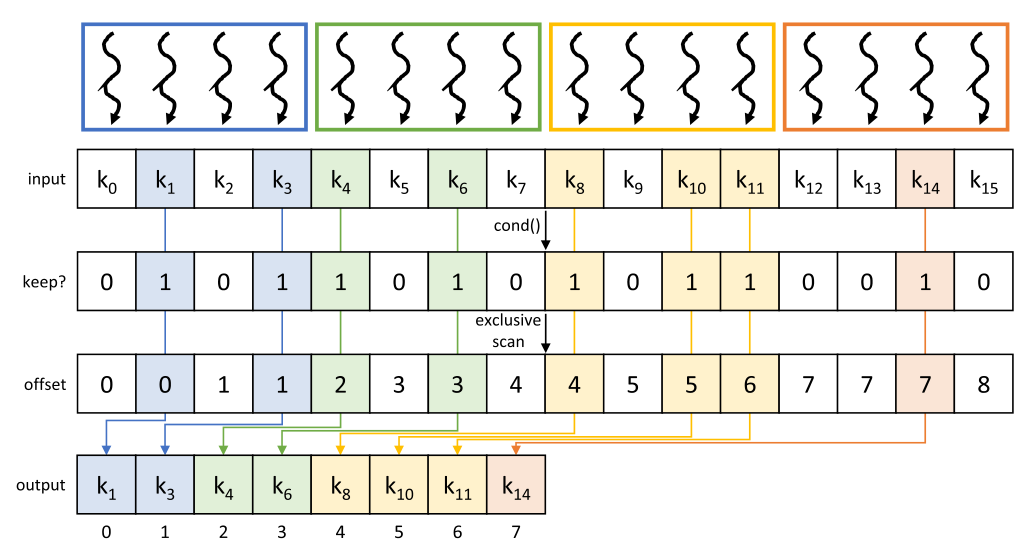 input k₀ k₁ k₂ k₃ k₄ k₅ k₆ k₇ k₈ k₉ k₁₀ k₁₁ k₁₂ k₁₃ k₁₄ k₁₅
cond()
keep? 0 1 0 1 1 0 1 0 1 0 1 1 0 0 1 0
exclusive
scan
offset 0 0 1 1 2 3 3 4 4 5 5 6 7 7 7 8
output k₁ k₃ k₄ k₆ k₈ k₁₀ k₁₁ k₁₄
0 1 2 3 4 5 6 7